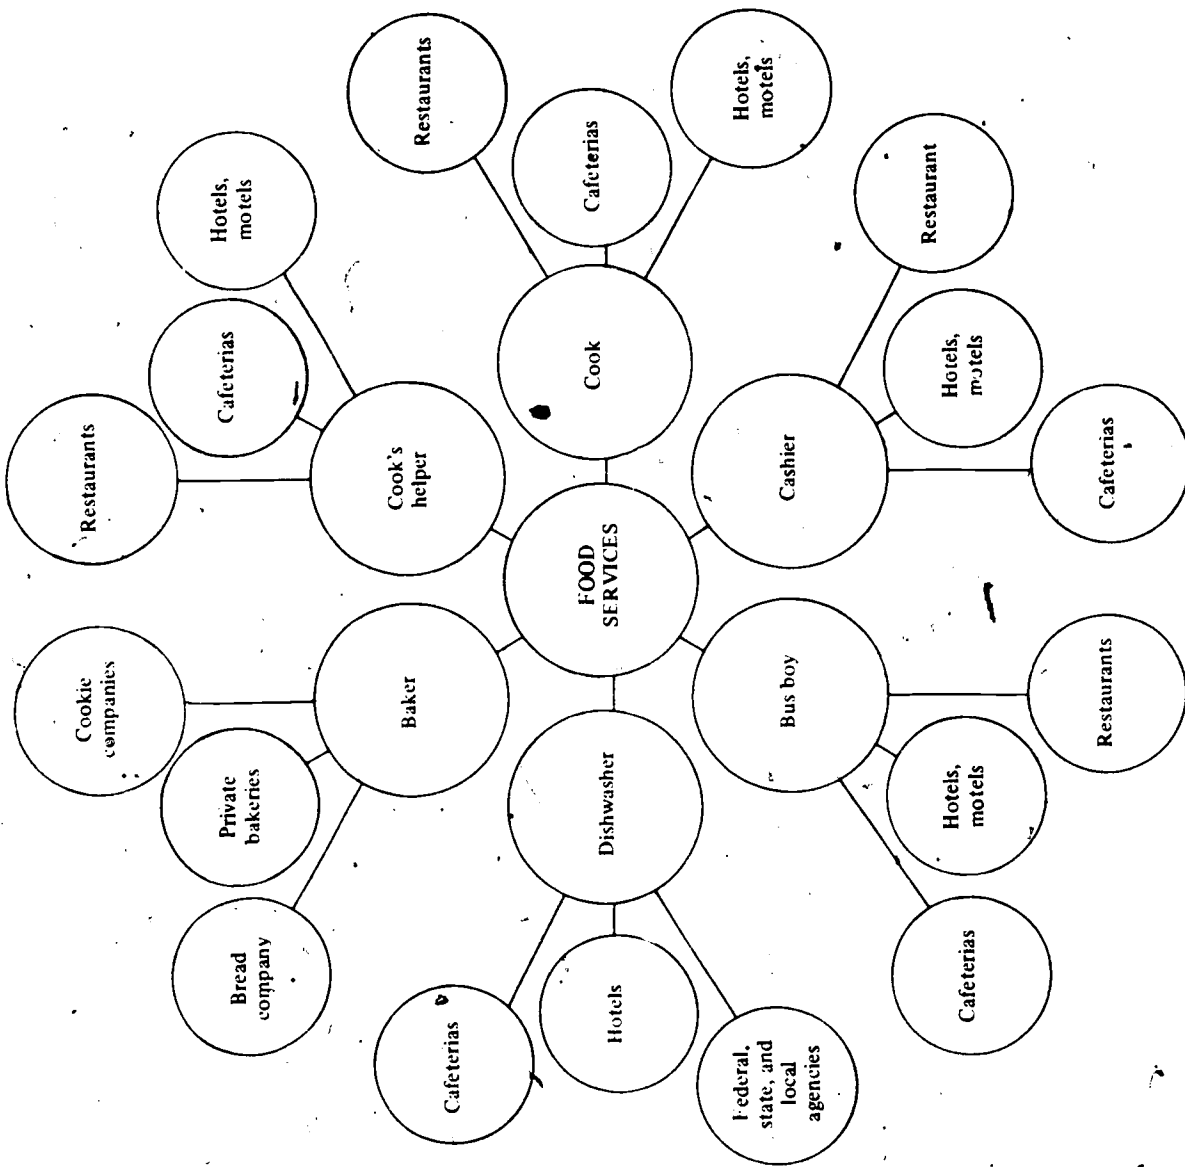 FOOD
SERVICES
Cook's
helper
Restaurants
Cafeterias
Hotels,
motels
Cook
Restaurants
Cafeterias
Hotels,
motels
Cashier
Restaurant
Hotels,
motels
Cafeterias
Bus boy
Restaurants
Hotels,
motels
Cafeterias
Dishwasher
Federal,
state, and
local
agencies
Hotels
Cafeterias
Baker
Bread
company
Private
bakeries
Cookie
companies